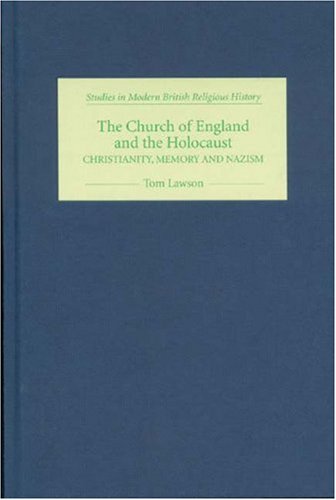 Studies in Modern British Religious History
The Church of England
and the Holocaust
CHRISTIANITY, MEMORY AND NAZISM
Tom Lawson